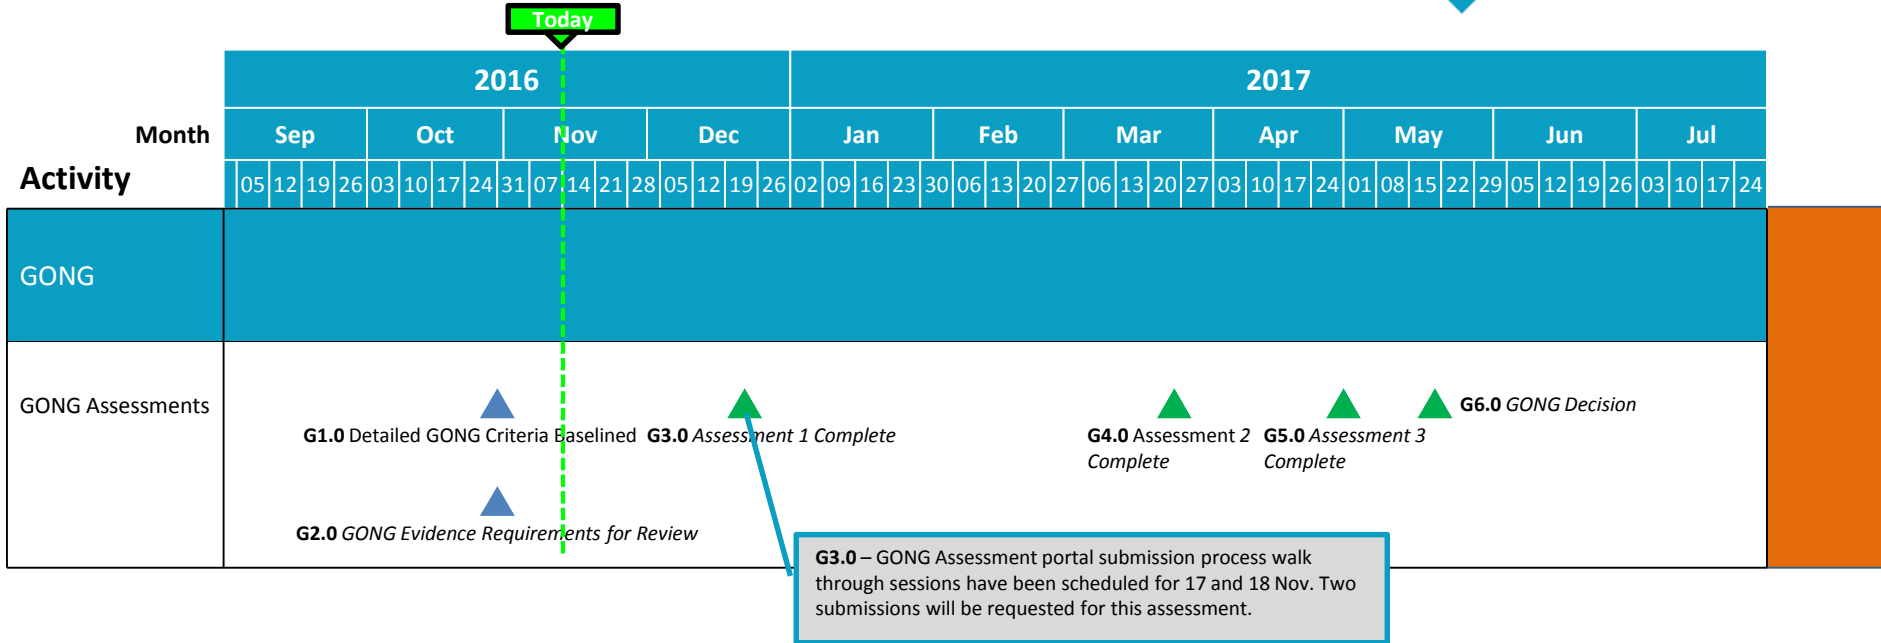 Today
2016 2017
Month Sep Oct Nov Dec Jan Feb Mar Apr May Jun Jul
Activity 05 12 19 26 03 10 17 24 31 07 14 21 28 05 12 19 26 02 09 16 23 30 06 13 20 27 06 13 20 27 03 10 17 24 01 08 15 22 29 05 12 19 26 03 10 17 24
GONG
GONG Assessments
G6.0 GONG Decision
G1.0 Detailed GONG Criteria Baselined
G3.0 Assessment 1 Complete
G4.0 Assessment 2
Complete
G5.0 Assessment 3
Complete
G2.0 GONG Evidence Requirements for Review
G3.0 – GONG Assessment portal submission process walk
through sessions have been scheduled for 17 and 18 Nov. Two
submissions will be requested for this assessment.